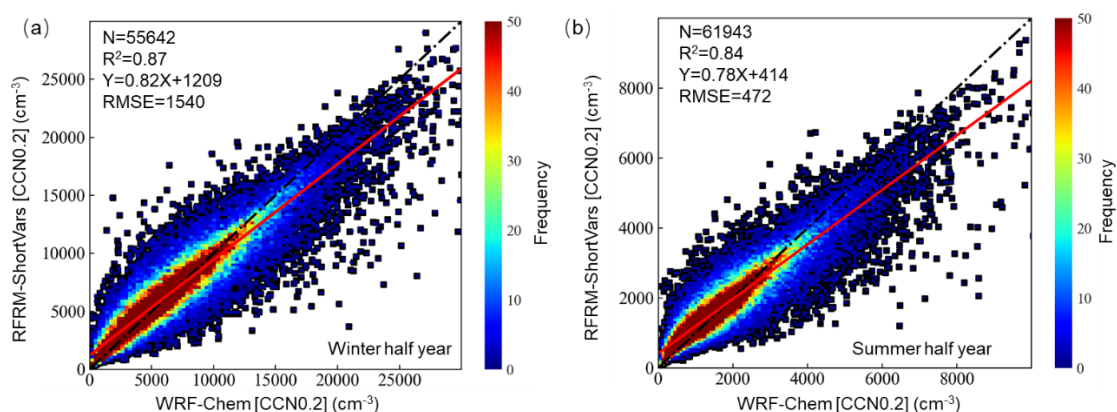 (a)
N=55642
R²=0.87
Y=0.82X+1209
RMSE=1540
Winter half year
RFRM-ShortVars [CCN0.2] (cm⁻³)
25000
20000
15000
10000
5000
0
0 5000 10000 15000 20000 25000
WRF-Chem [CCN0.2] (cm⁻³)
50
40
30
20
10
0
Frequency
(b)
N=61943
R²=0.84
Y=0.78X+414
RMSE=472
Summer half year
RFRM-ShortVars [CCN0.2] (cm⁻³)
8000
6000
4000
2000
0
0 2000 4000 6000 8000
WRF-Chem [CCN0.2] (cm⁻³)
50
40
30
20
10
0
Frequency